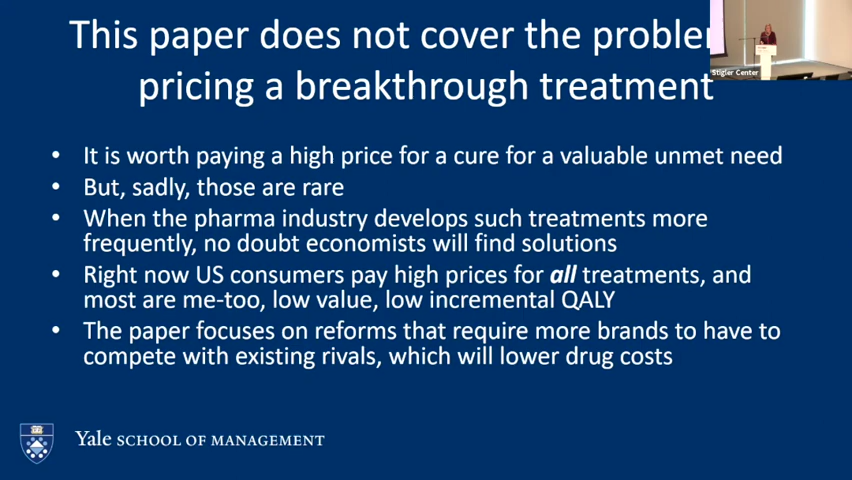 This paper does not cover the
pricing a breakthrough treatment
Stigler Center
• It is worth paying a high price for a cure for a valuable unmet need
• But, sadly, those are rare
• When the pharma industry develops such treatments more
frequently, no doubt economists will find solutions
• Right now US consumers pay high prices for all treatments, and
most are me-too, low value, low incremental QALY
• The paper focuses on reforms that require more brands to have to
compete with existing rivals, which will lower drug costs
Yale SCHOOL OF MANAGEMENT